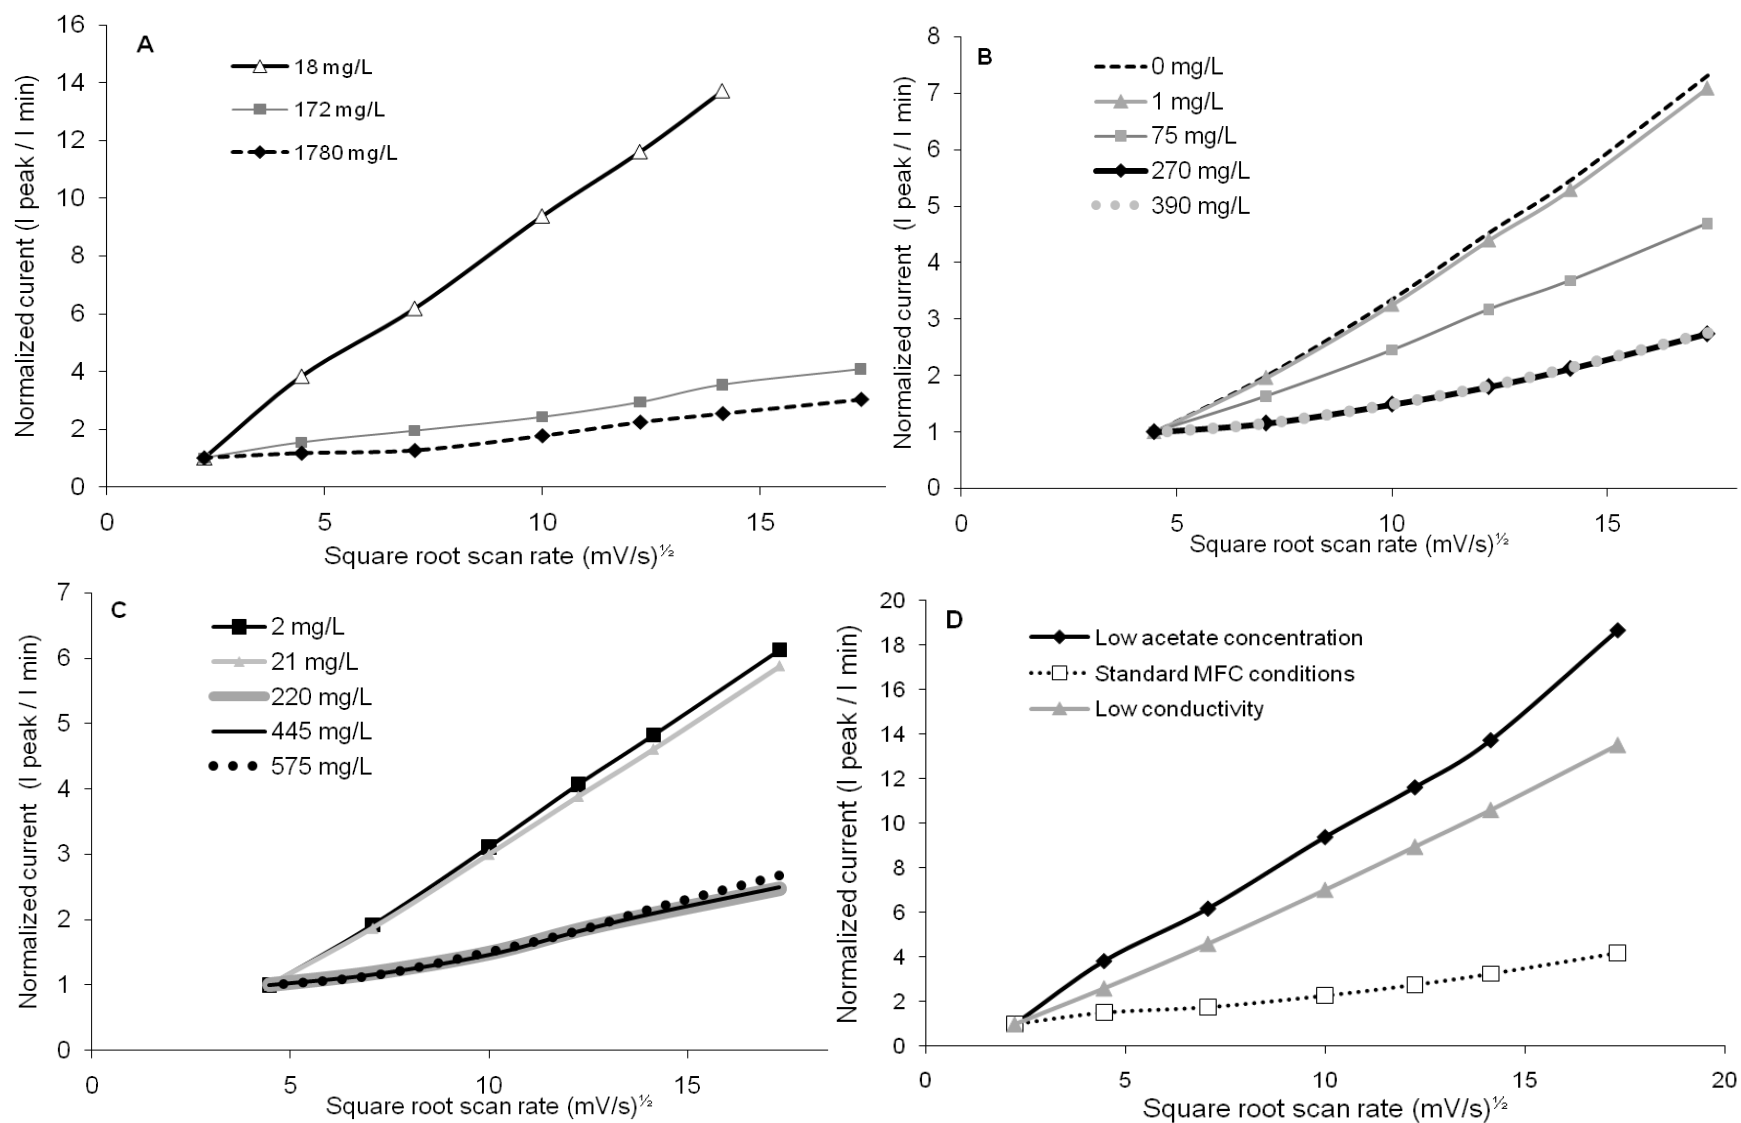 A
18 mg/L
172 mg/L
1780 mg/L
Normalized curent (I peak / I min)
16
14
12
10
8
6
4
2
0
0 5 10 15
Square root scan rate (mV/s)½
B
0 mg/L
1 mg/L
75 mg/L
270 mg/L
390 mg/L
Normalized current (I peak / I min)
8
7
6
5
4
3
2
1
0
0 5 10 15
Square root scan rate (mV/s)½
C
2 mg/L
21 mg/L
220 mg/L
445 mg/L
575 mg/L
Normalized current (I peak / I min)
7
6
5
4
3
2
1
0
0 5 10 15
Square root scan rate (mV/s)½
D
Low acetate concentration
Standard MFC conditions
Low conductivity
Normalized current (I peak / I min)
20
18
16
14
12
10
8
6
4
2
0
0 5 10 15 20
Square root scan rate (mV/s)½